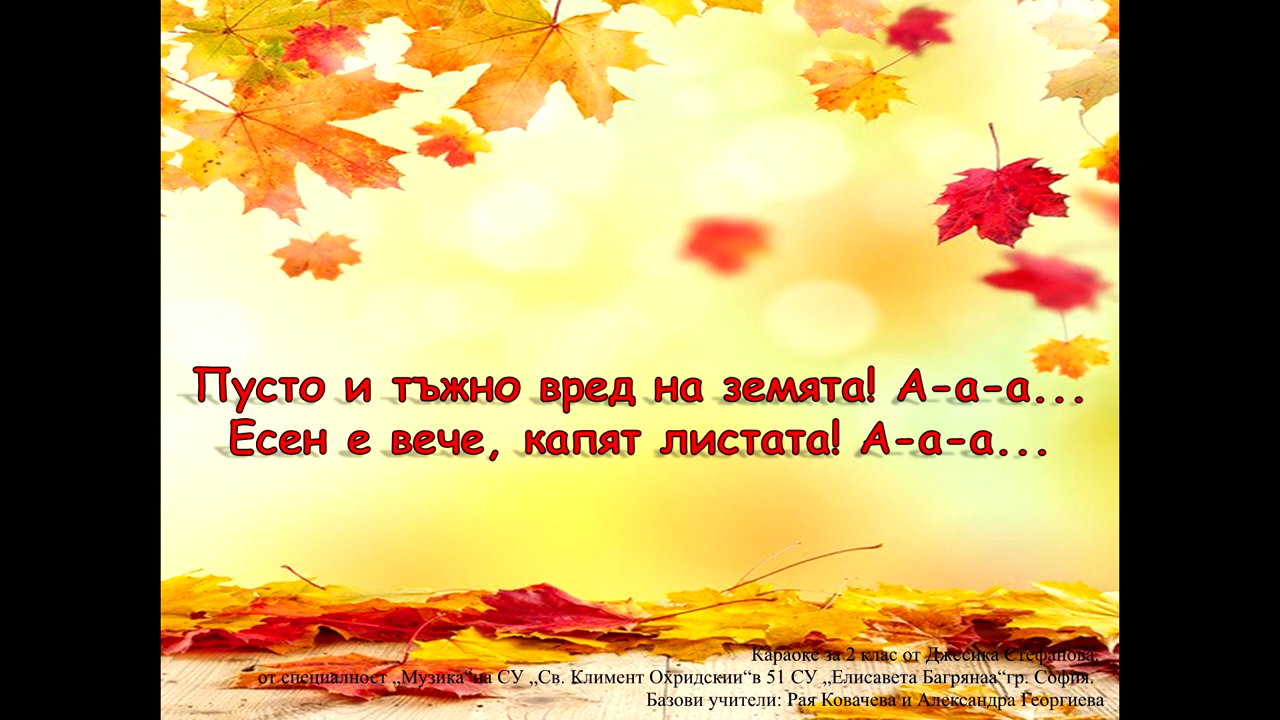 Пусто и тъжно вред на земята! А-а-а...
Есен е вече, капят листата! А-а-а...
Караоке за 2 клас от Джесика Стефанова,
от специалност „Музика“на СУ „Св. Климент Охридскии“в 51 СУ „Елисавета Багрянаа“гр. София.
Базови учители: Рая Ковачева и Александра Георгиева